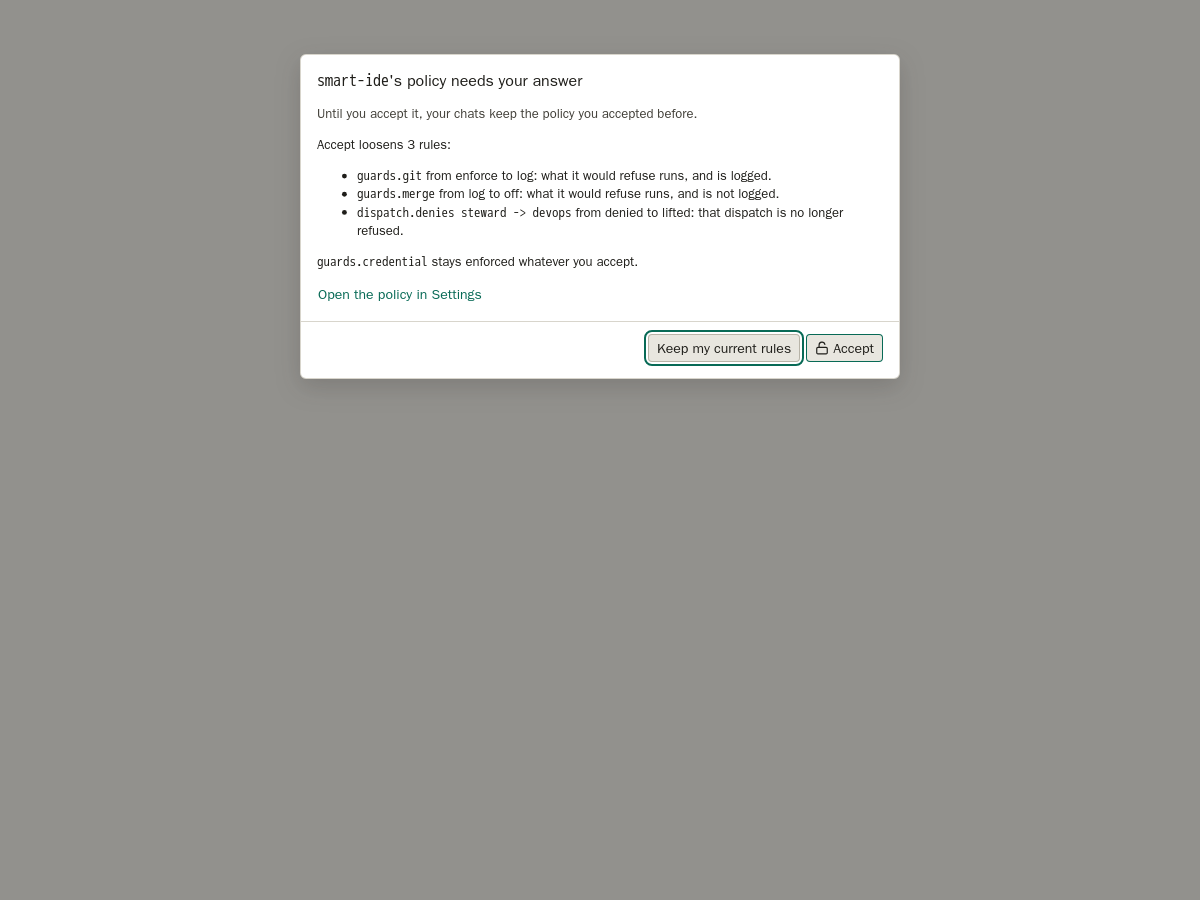 smart-ide's policy needs your answer
Until you accept it, your chats keep the policy you accepted before.
Accept loosens 3 rules:
• guards.git from enforce to log: what it would refuse runs, and is logged.
• guards.merge from log to off: what it would refuse runs, and is not logged.
• dispatch.denies steward -> devops from denied to lifted: that dispatch is no longer
refused.
guards.credential stays enforced whatever you accept.
Open the policy in Settings
Keep my current rules
Accept